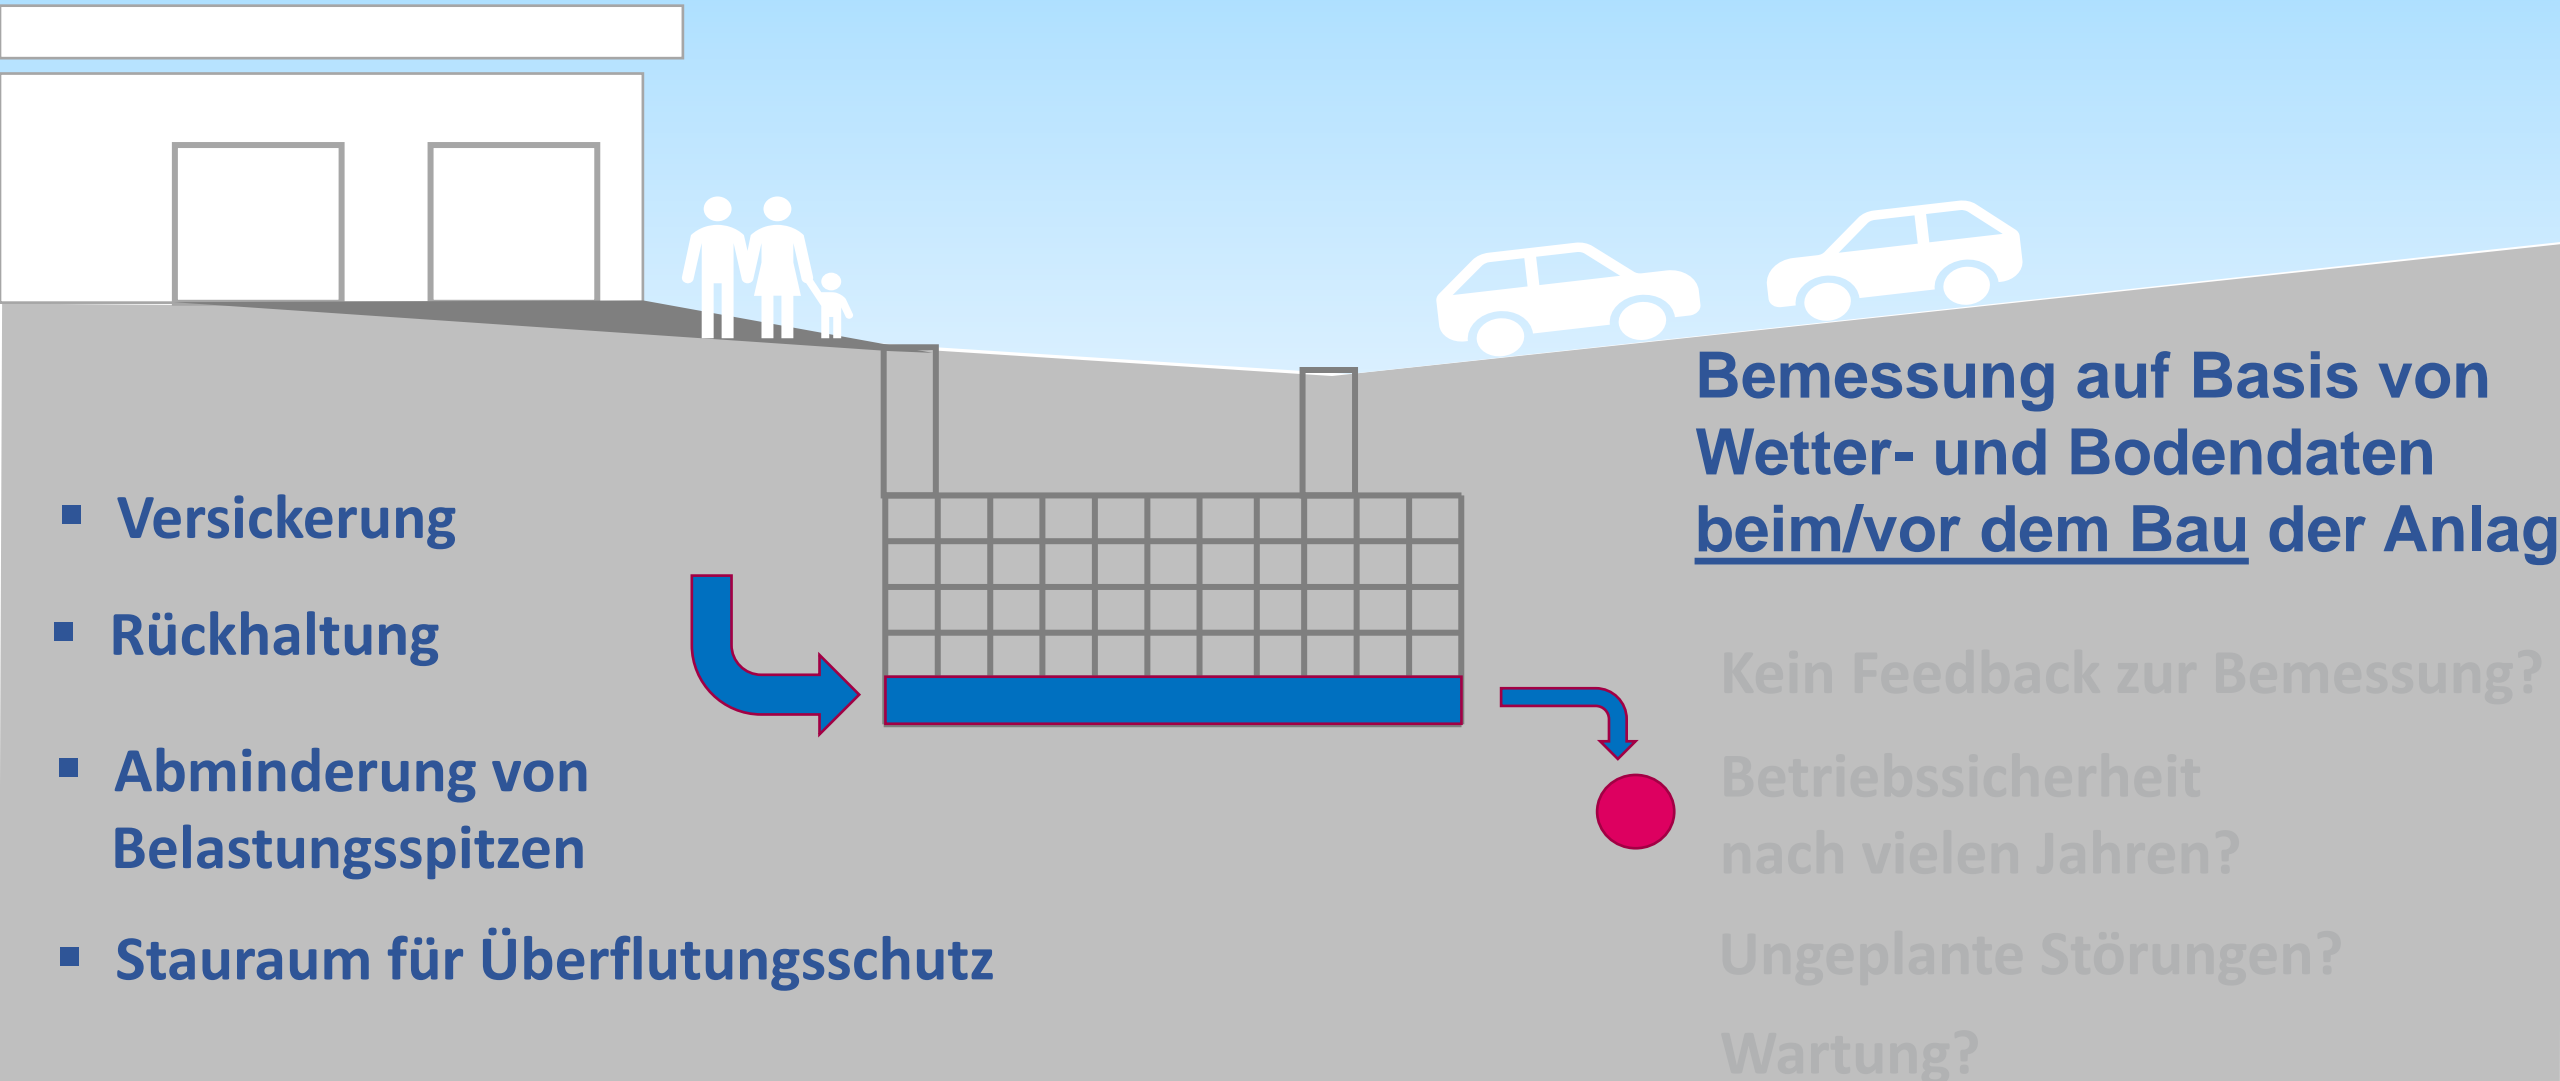 ▪ Versickerung
▪ Rückhaltung
▪ Abminderung von
Belastungsspitzen
▪ Stauraum für Überflutungsschutz
Bemessung auf Basis von
Wetter- und Bodendaten
beim/vor dem Bau der Anlag
Kein Feedback zur Bemessung?
Betriebssicherheit
nach vielen Jahren?
Ungeplante Störungen?
Wartung?